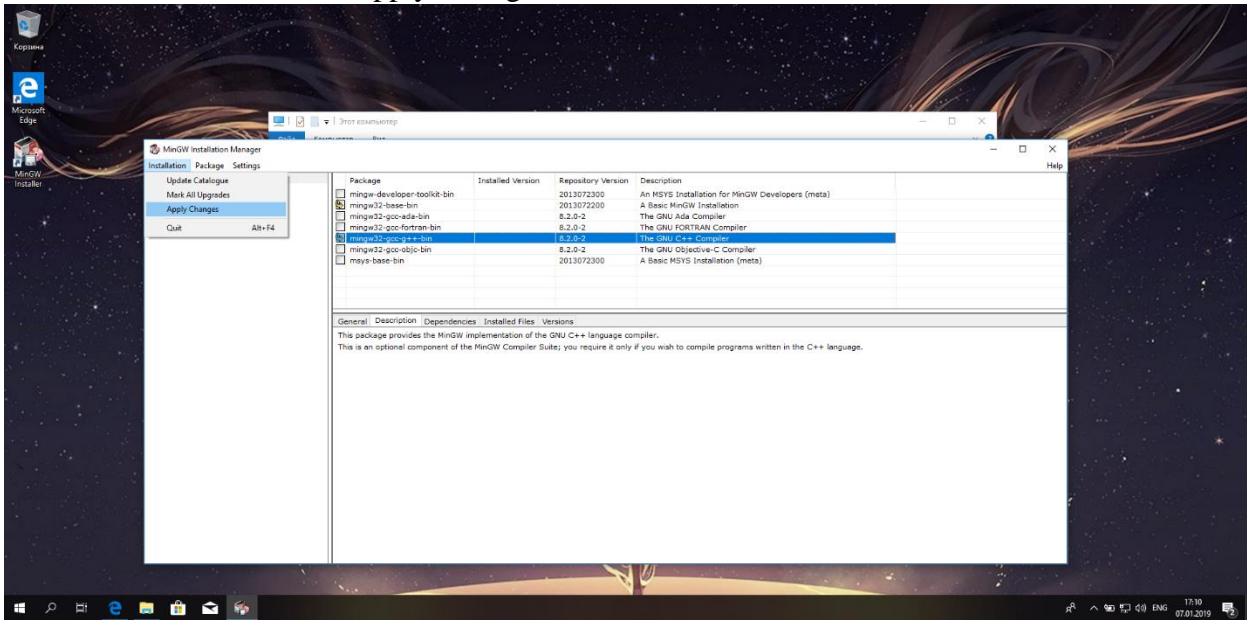 Apply
Корзина
Microsoft
Edge
MinGW
Installer
Этот компьютер
MinGW Installation Manager
Installation Package Settings
Help
Update Catalogue
Mark All Upgrades
Apply Changes
Quit Alt+F4
Package Installed Version Repository Version Description
mingw-developer-toolkit-bin 2013072300 An MSYS Installation for MinGW Developers (meta)
mingw32-base-bin 2013072200 A Basic MinGW Installation
mingw32-gcc-ada-bin 8.2.0-2 The GNU Ada Compiler
mingw32-gcc-fortran-bin 8.2.0-2 The GNU FORTRAN Compiler
mingw32-gcc-g++-bin 8.2.0-2 The GNU C++ Compiler
mingw32-gcc-objc-bin 8.2.0-2 The GNU Objective-C Compiler
msys-base-bin 2013072300 A Basic MSYS Installation (meta)
General Description Dependencies Installed Files Versions
This package provides the MinGW implementation of the GNU C++ language compiler.
This is an optional component of the MinGW Compiler Suite; you require it only if you wish to compile programs written in the C++ language.
ENG
17:10
07.01.2019
2